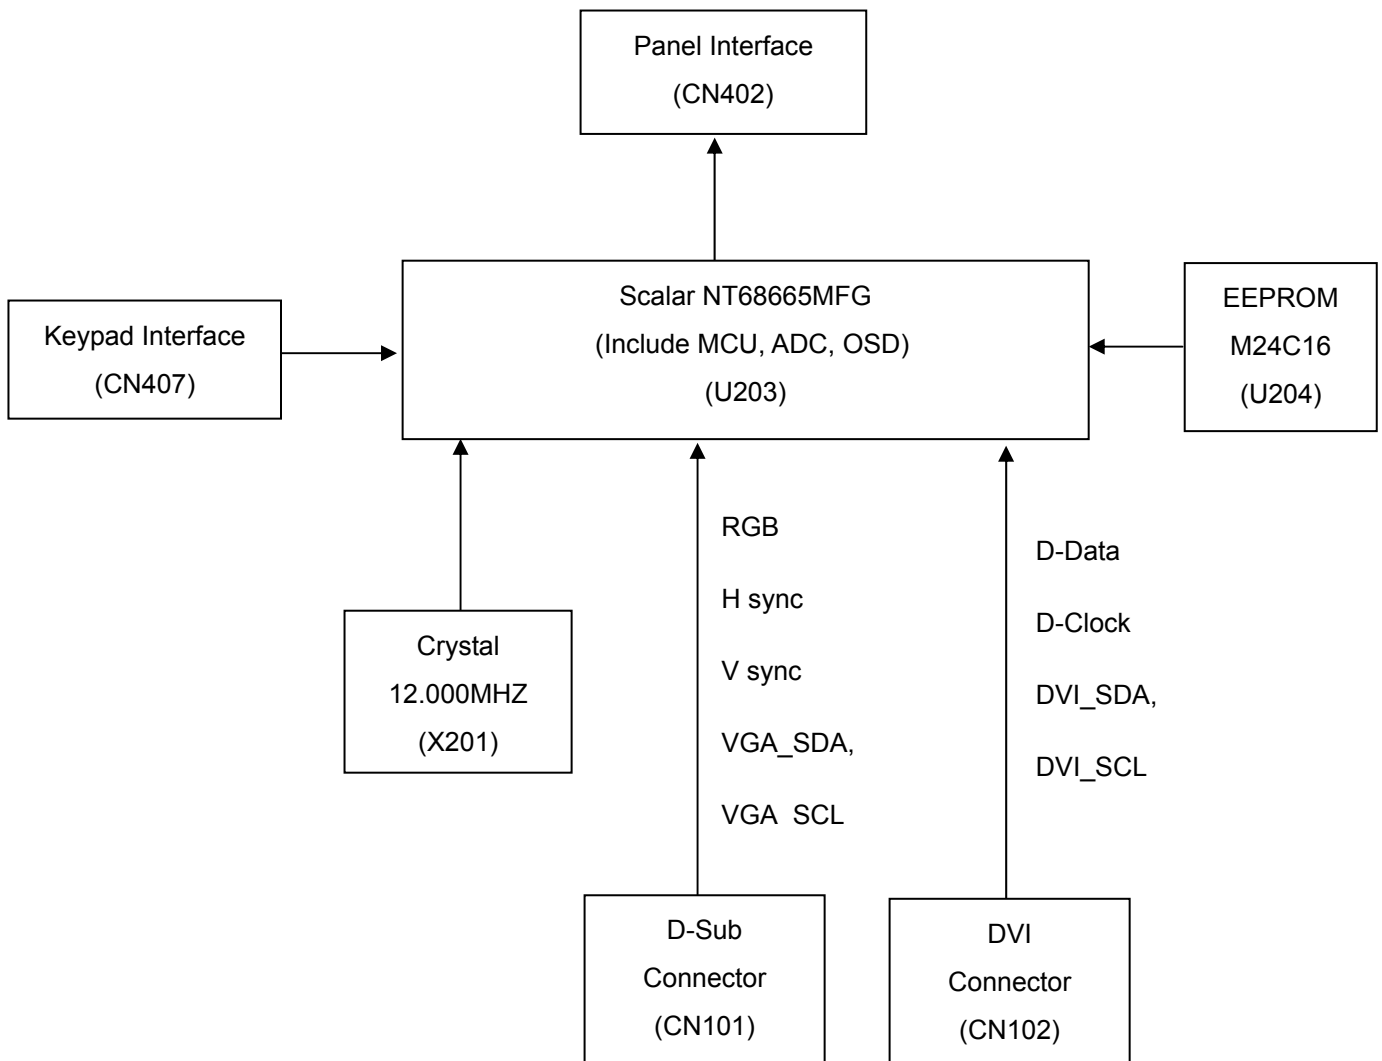 Panel Interface
(CN402)
Scalar NT68665MFG
(Include MCU, ADC, OSD)
(U203)
Keypad Interface
(CN407)
EEPROM
M24C16
(U204)
Crystal
12.000MHZ
(X201)
RGB
H sync
V sync
VGA_SDA,
VGA SCL
D-Data
D-Clock
DVI_SDA,
DVI_SCL
D-Sub
Connector
(CN101)
DVI
Connector
(CN102)